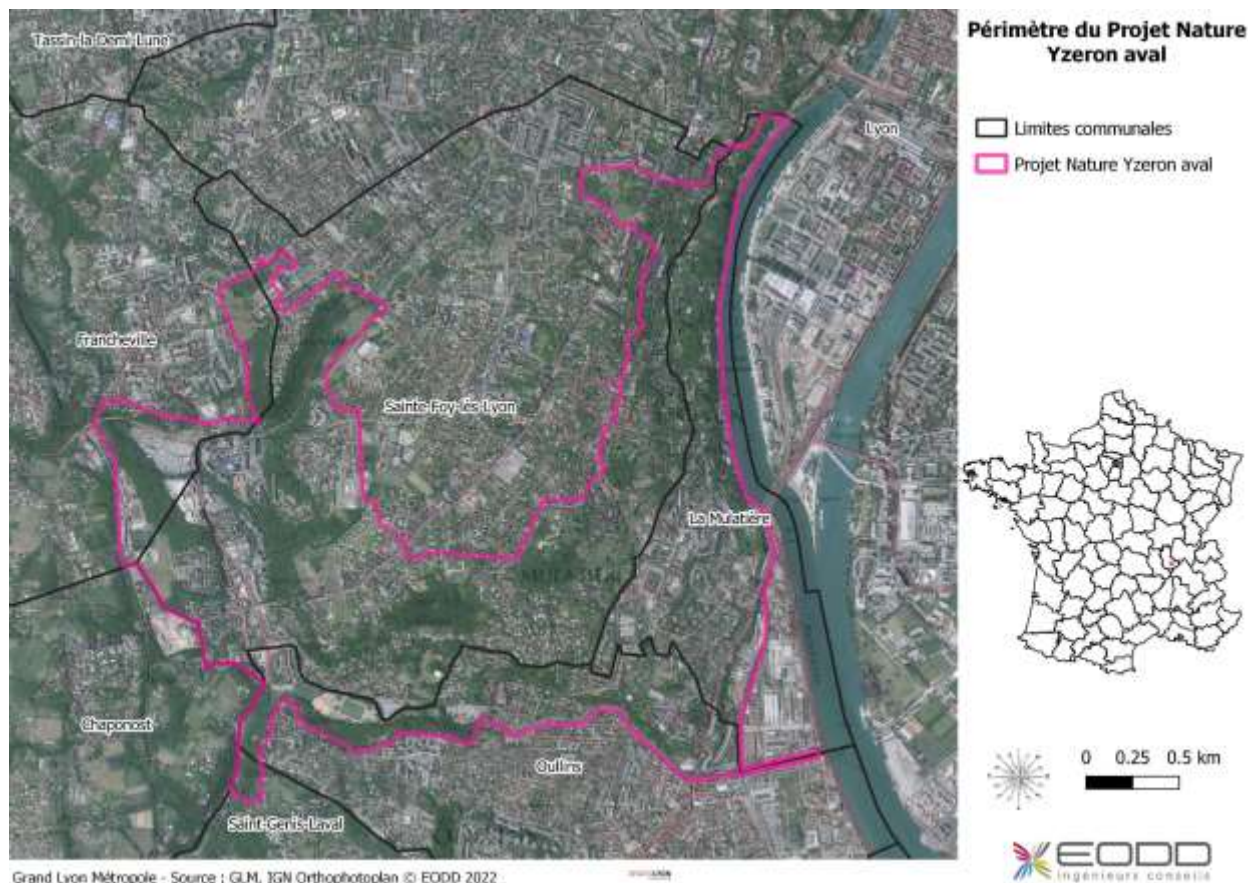 Périmètre du Projet Nature
Yzeron aval
Limites communales
Projet Nature Yzeron aval
Tassin-la-Demi-Lune
Lyon
Francheville
Sainte-Foy-lès-Lyon
La Mulatière
Chaponost
Oullins
Saint-Genis-Laval
0 0.25 0.5 km
EODD
ingénieurs conseils
Grand Lyon Métropole - Source : GLM, IGN Orthophotoplan © EODD 2022